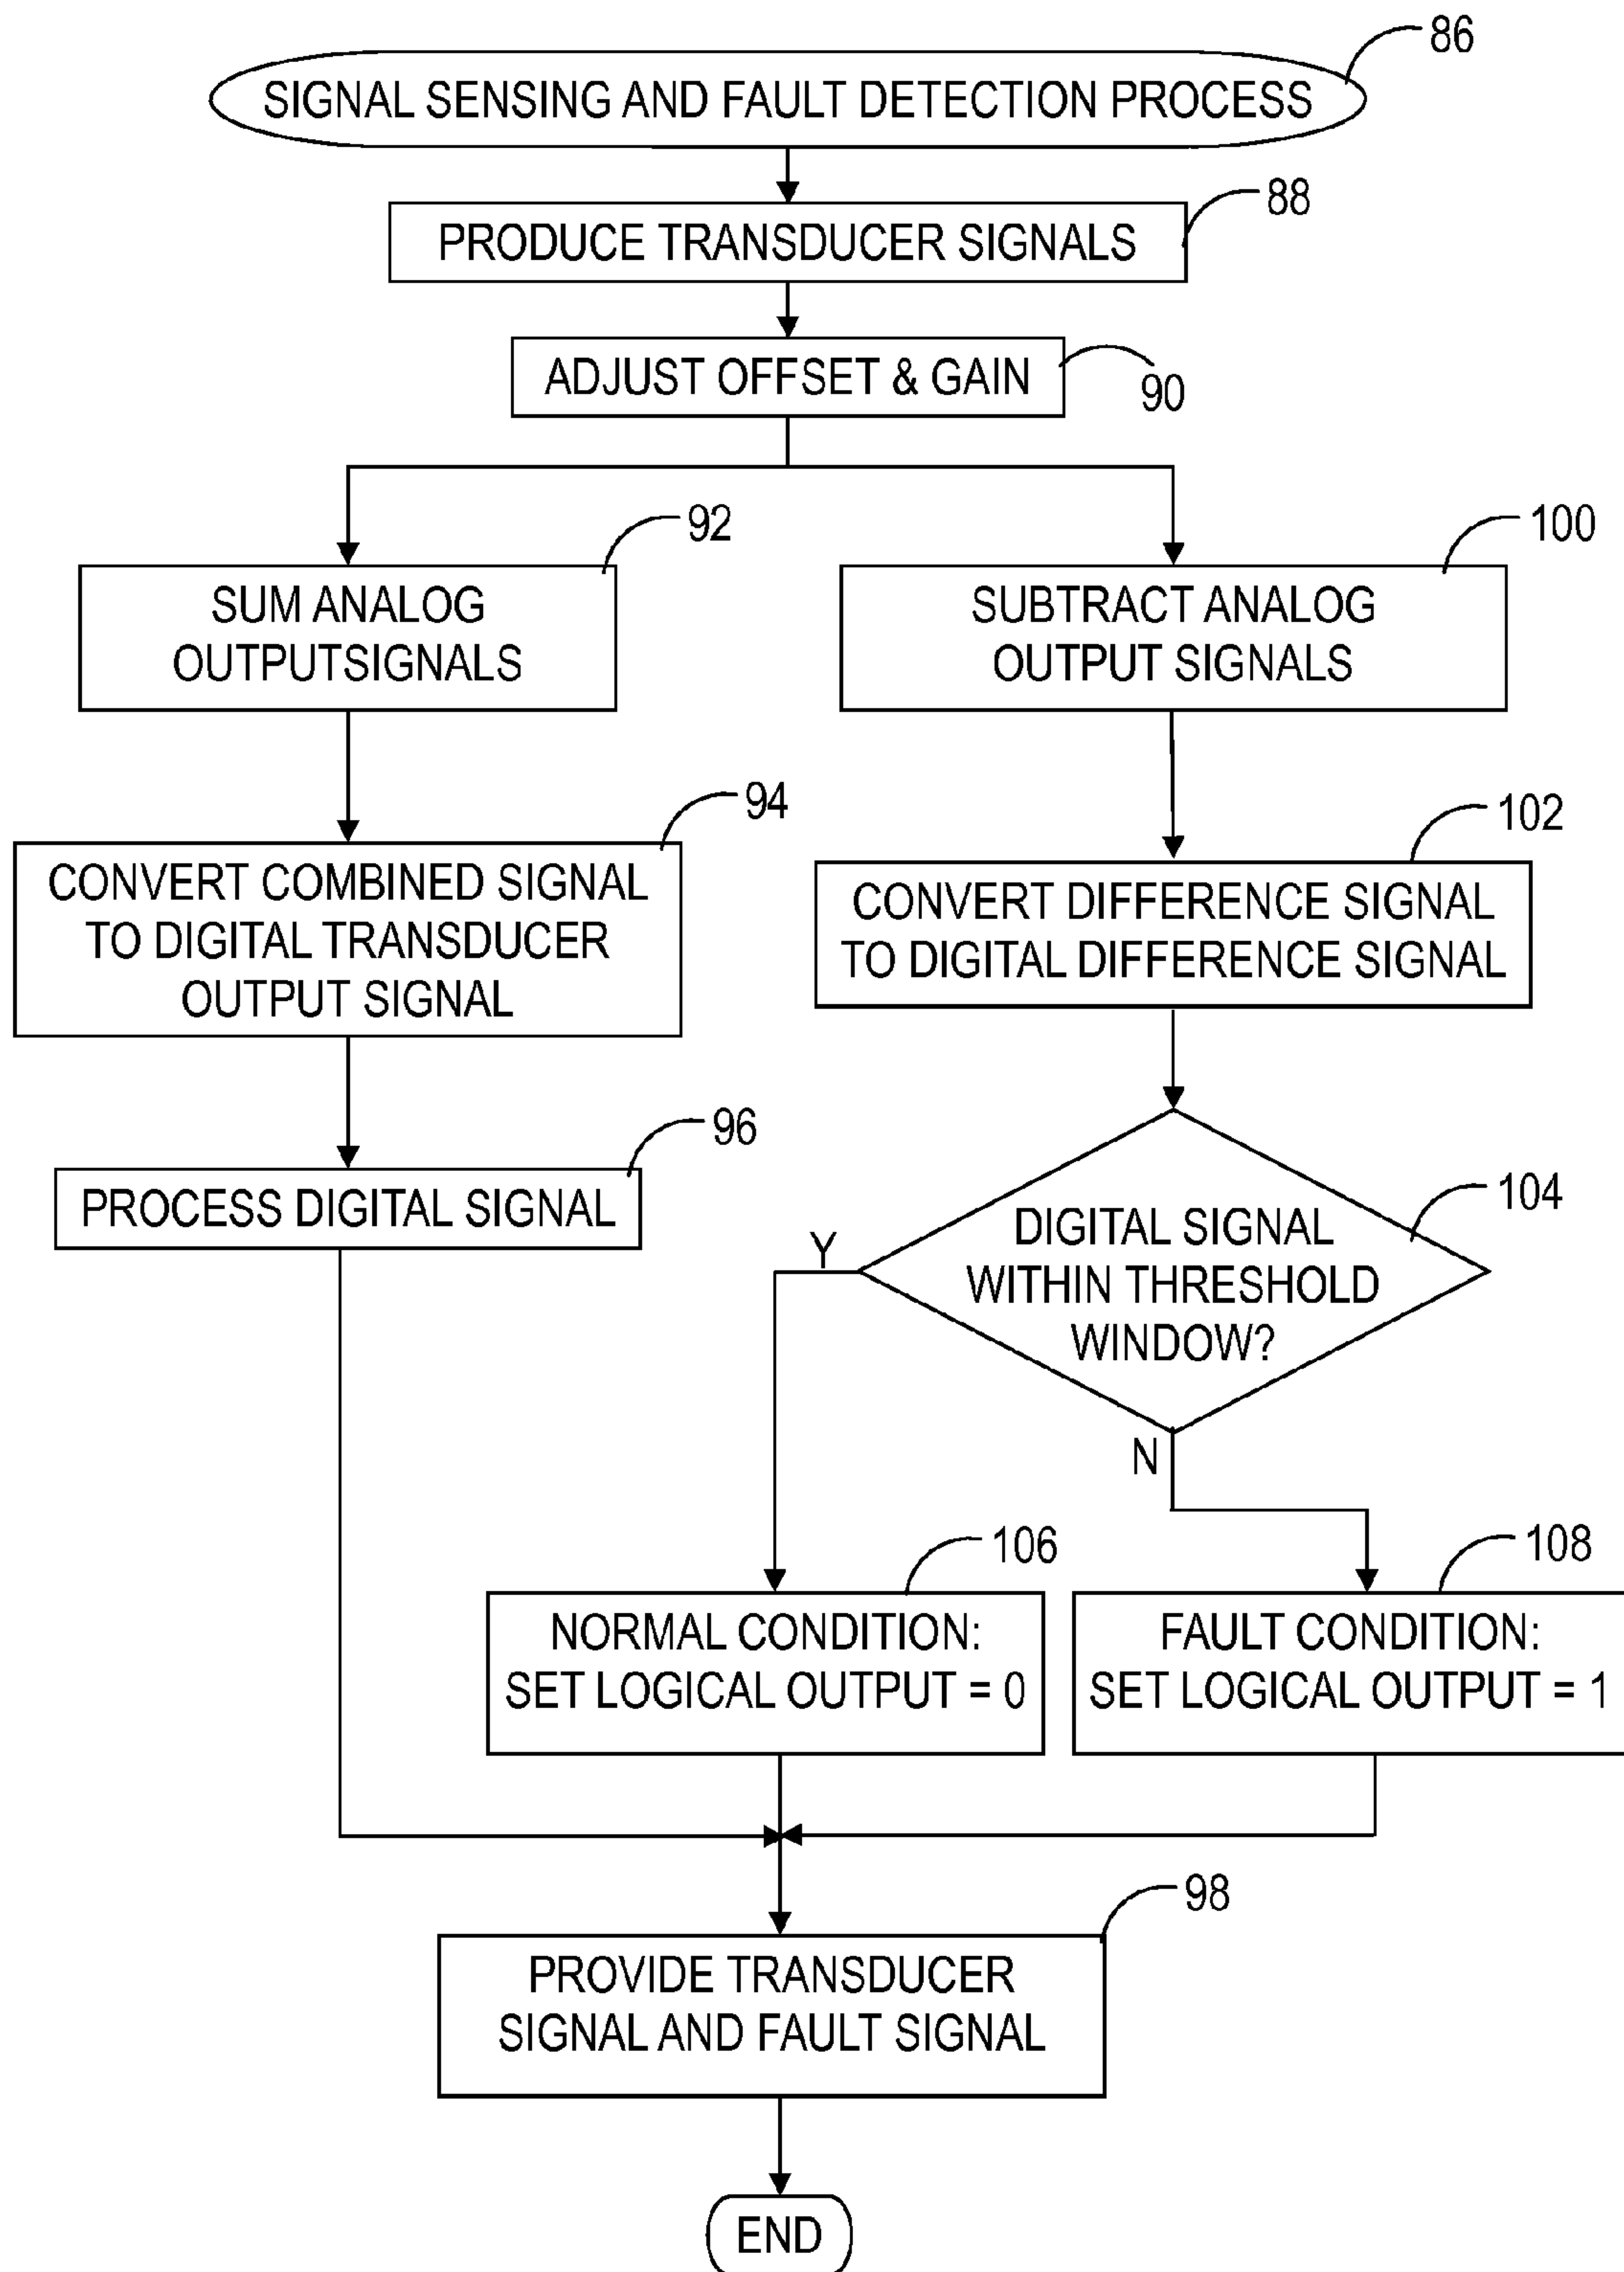 86
SIGNAL SENSING AND FAULT DETECTION PROCESS
88
PRODUCE TRANSDUCER SIGNALS
ADJUST OFFSET & GAIN
90
92
SUM ANALOG
OUTPUTSIGNALS
100
SUBTRACT ANALOG
OUTPUT SIGNALS
94
CONVERT COMBINED SIGNAL
TO DIGITAL TRANSDUCER
OUTPUT SIGNAL
102
CONVERT DIFFERENCE SIGNAL
TO DIGITAL DIFFERENCE SIGNAL
96
PROCESS DIGITAL SIGNAL
104
DIGITAL SIGNAL
WITHIN THRESHOLD
WINDOW?
Y
N
106
NORMAL CONDITION:
SET LOGICAL OUTPUT = 0
108
FAULT CONDITION:
SET LOGICAL OUTPUT = 1
98
PROVIDE TRANSDUCER
SIGNAL AND FAULT SIGNAL
END